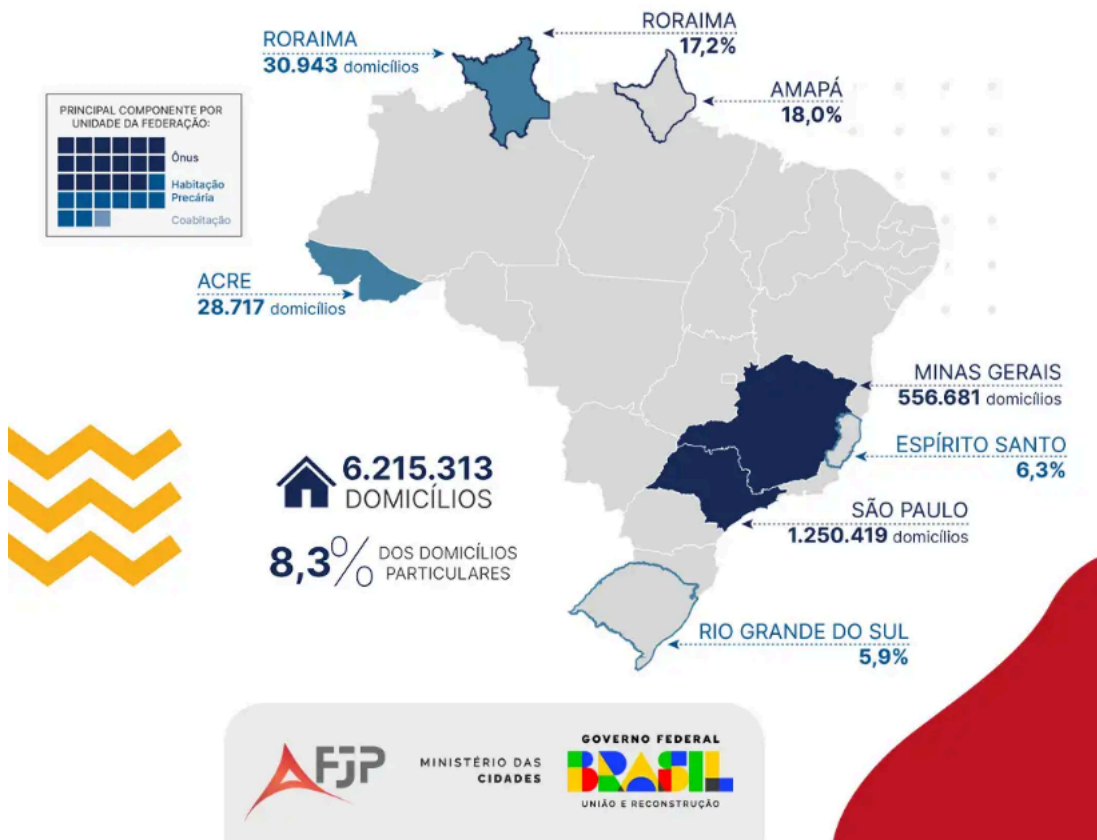 RORAIMA
17,2%
RORAIMA
30.943 domicílios
AMAPÁ
18,0%
PRINCIPAL COMPONENTE POR
UNIDADE DA FEDERAÇÃO:
Ônus
Habitação
Precária
Coabitação
ACRE
28.717 domicílios
MINAS GERAIS
556.681 domicílios
ESPÍRITO SANTO
6,3%
6.215.313
DOMICÍLIOS
8,3% DOS DOMICÍLIOS
PARTICULARES
SÃO PAULO
1.250.419 domicílios
RIO GRANDE DO SUL
5,9%
FJP
MINISTÉRIO DAS
CIDADES
GOVERNO FEDERAL
BRASIL
UNIÃO E RECONSTRUÇÃO